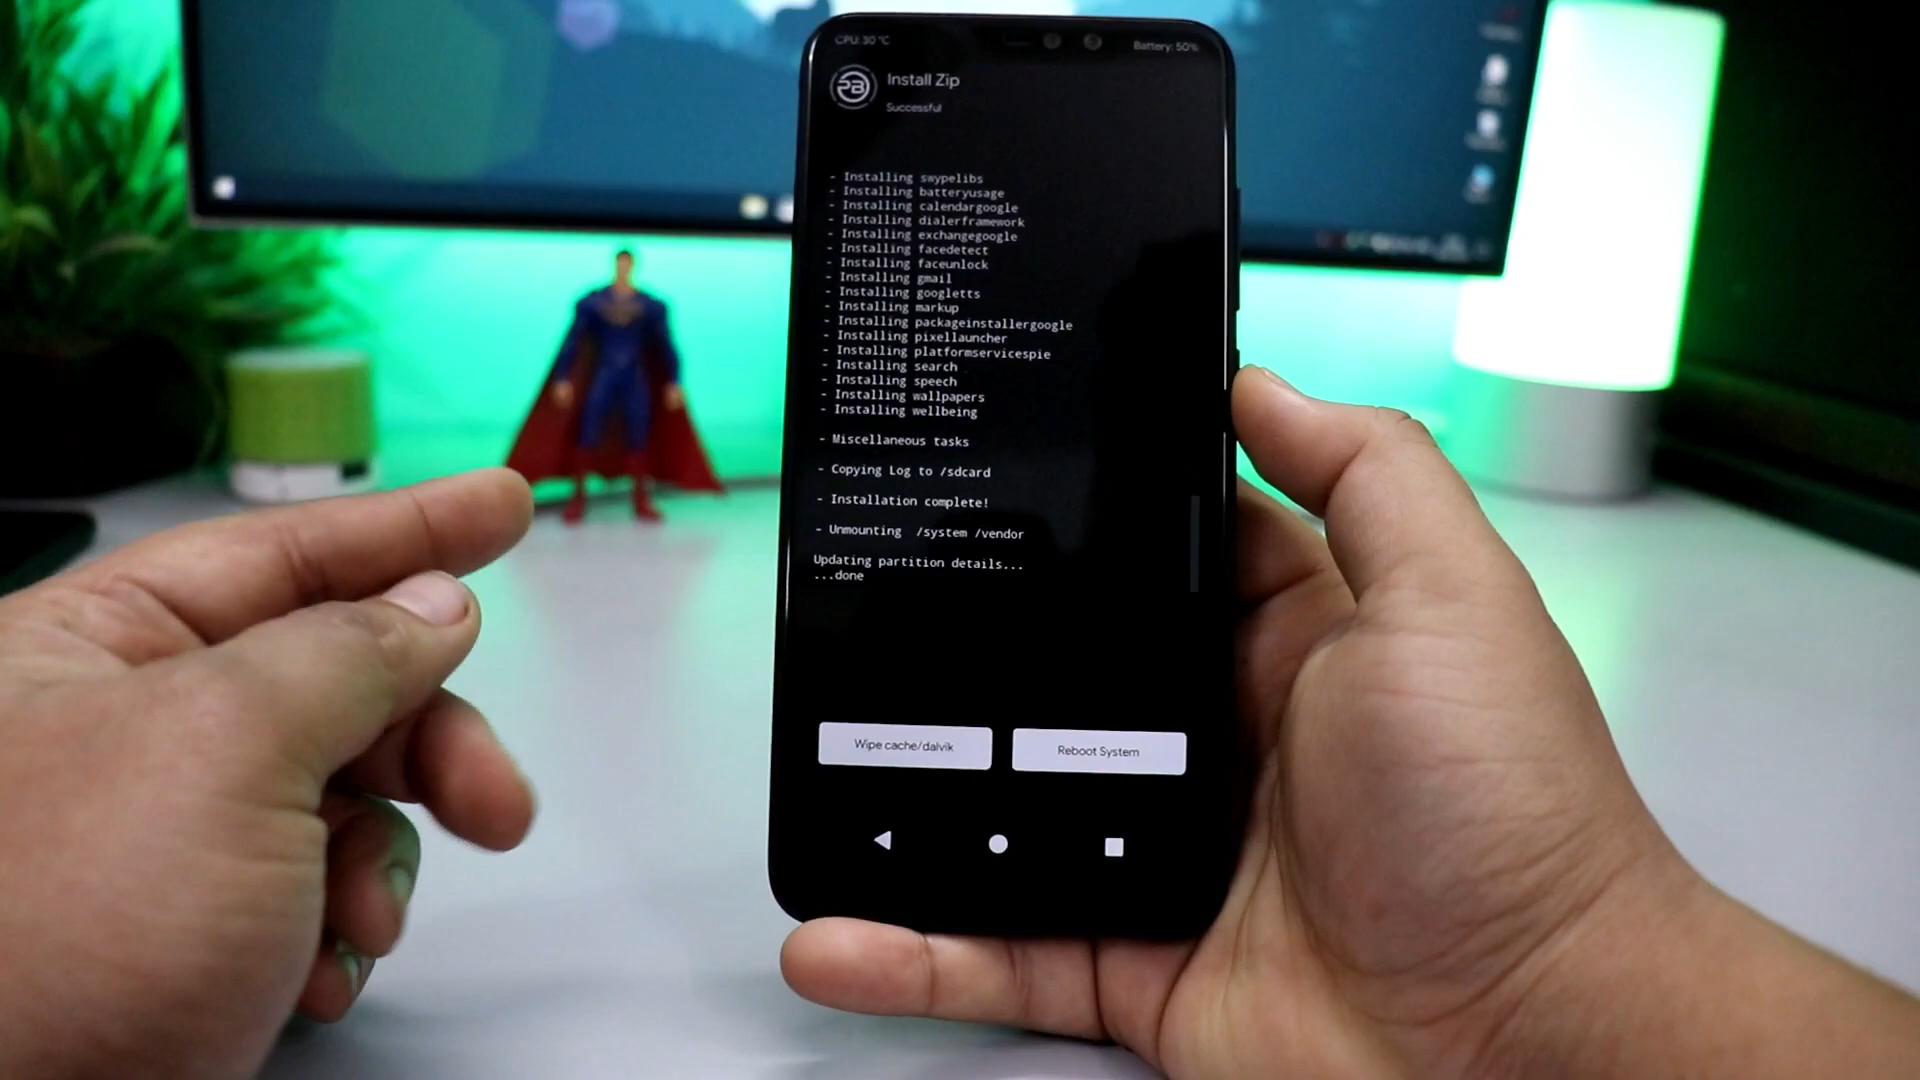 CPU: 30 °C
Battery: 50%
PB
Install Zip
Successful
- Installing swypelibs
- Installing batteryusage
- Installing calendargoogle
- Installing dialerframework
- Installing exchangegoogle
- Installing facedetect
- Installing faceunlock
- Installing gmail
- Installing googletts
- Installing markup
- Installing packageinstallergoogle
- Installing pixellauncher
- Installing platformservicespie
- Installing search
- Installing speech
- Installing wallpapers
- Installing wellbeing
- Miscellaneous tasks
- Copying Log to /sdcard
- Installation complete!
- Unmounting /system /vendor
Updating partition details...
...done
Wipe cache/dalvik
Reboot System